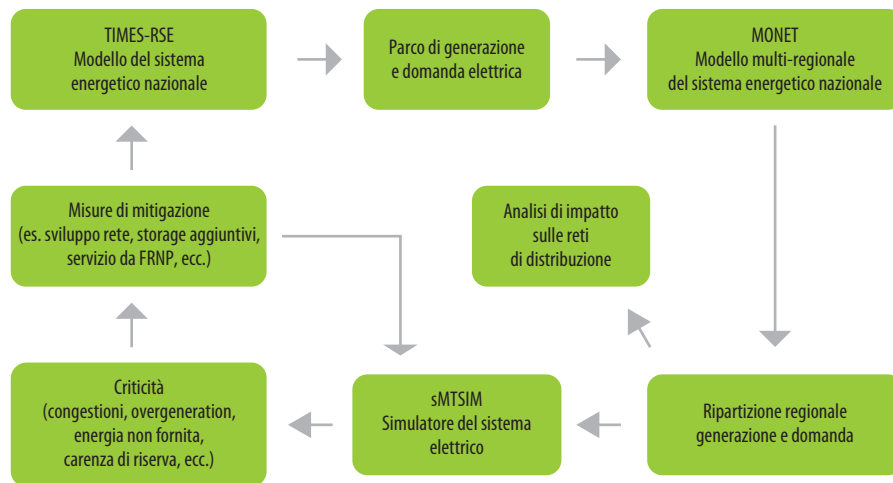 TIMES-RSE
Modello del sistema
energetico nazionale
Parco di generazione
e domanda elettrica
MONET
Modello multi-regionale
del sistema energetico nazionale
Misure di mitigazione
(es. sviluppo rete, storage aggiuntivi,
servizio da FRNP, ecc.)
Analisi di impatto
sulle reti
di distribuzione
Criticità
(congestioni, overgeneration,
energia non fornita,
carenza di riserva, ecc.)
sMTSIM
Simulatore del sistema
elettrico
Ripartizione regionale
generazione e domanda